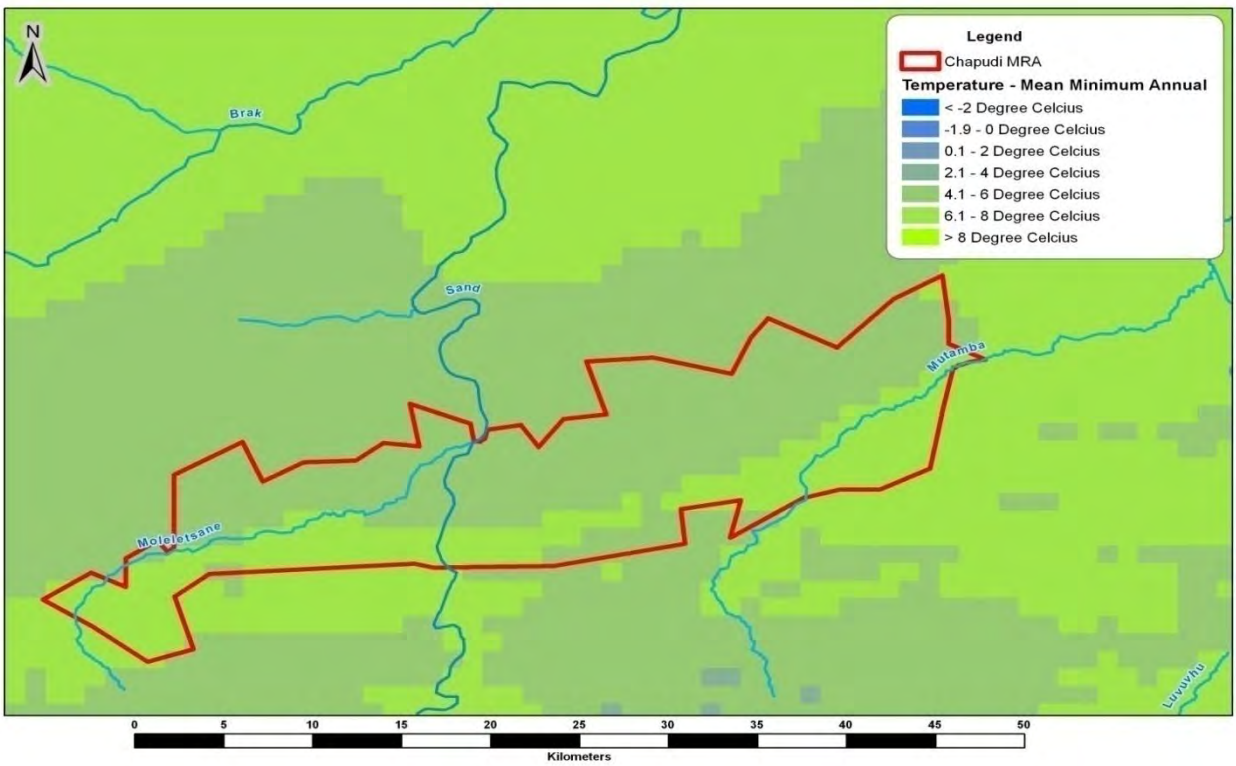 N
Legend
Chapudi MRA
Temperature - Mean Minimum Annual
< -2 Degree Celcius
-1.9 - 0 Degree Celcius
0.1 - 2 Degree Celcius
2.1 - 4 Degree Celcius
4.1 - 6 Degree Celcius
6.1 - 8 Degree Celcius
> 8 Degree Celcius
Brak
Sand
Mutamba
Moleletsane
Luvuvhu
0 5 10 15 20 25 30 35 40 45 50
Kilometers